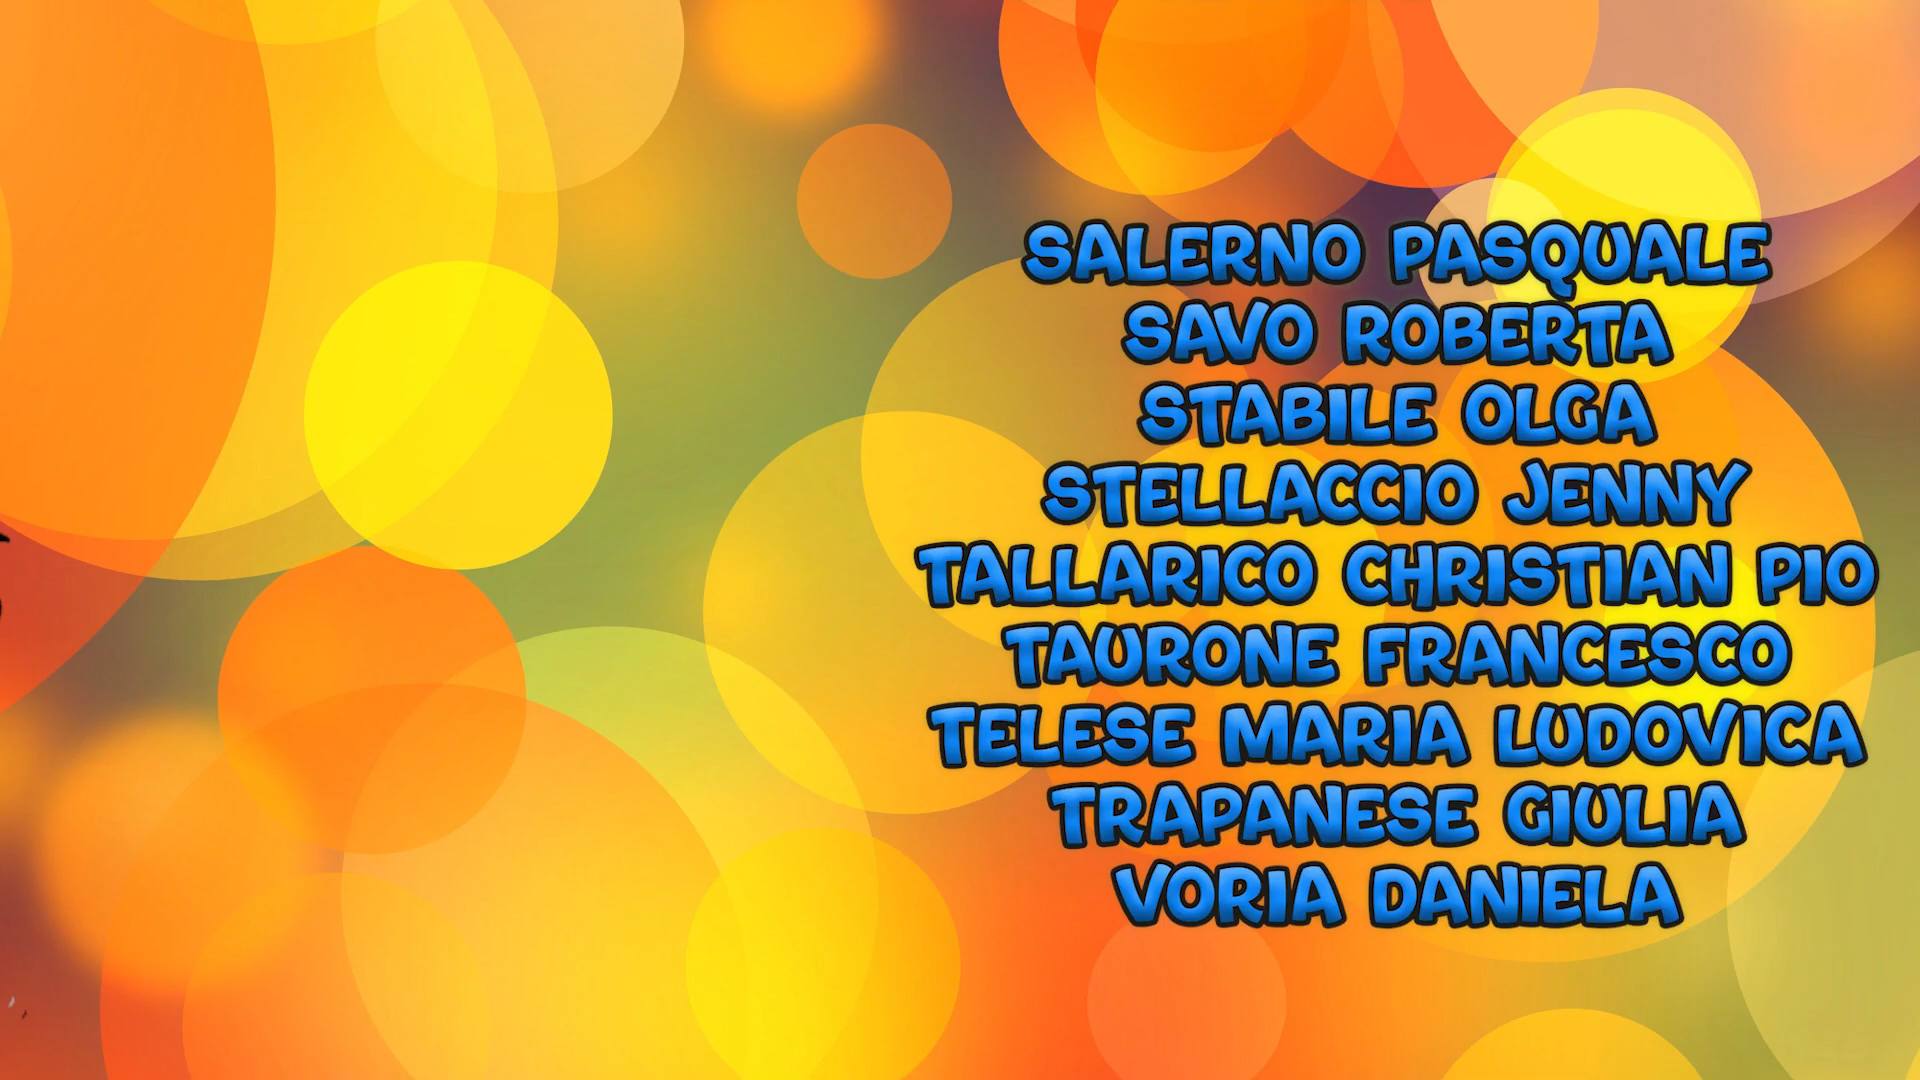 SALERNO PASQUALE
SAVO ROBERTA
STABILE OLGA
STELLACCIO JENNY
TALLARICO CHRISTIAN PIO
TAURONE FRANCESCO
TELESE MARIA LUDOVICA
TRAPANESE GIULIA
VORIA DANIELA